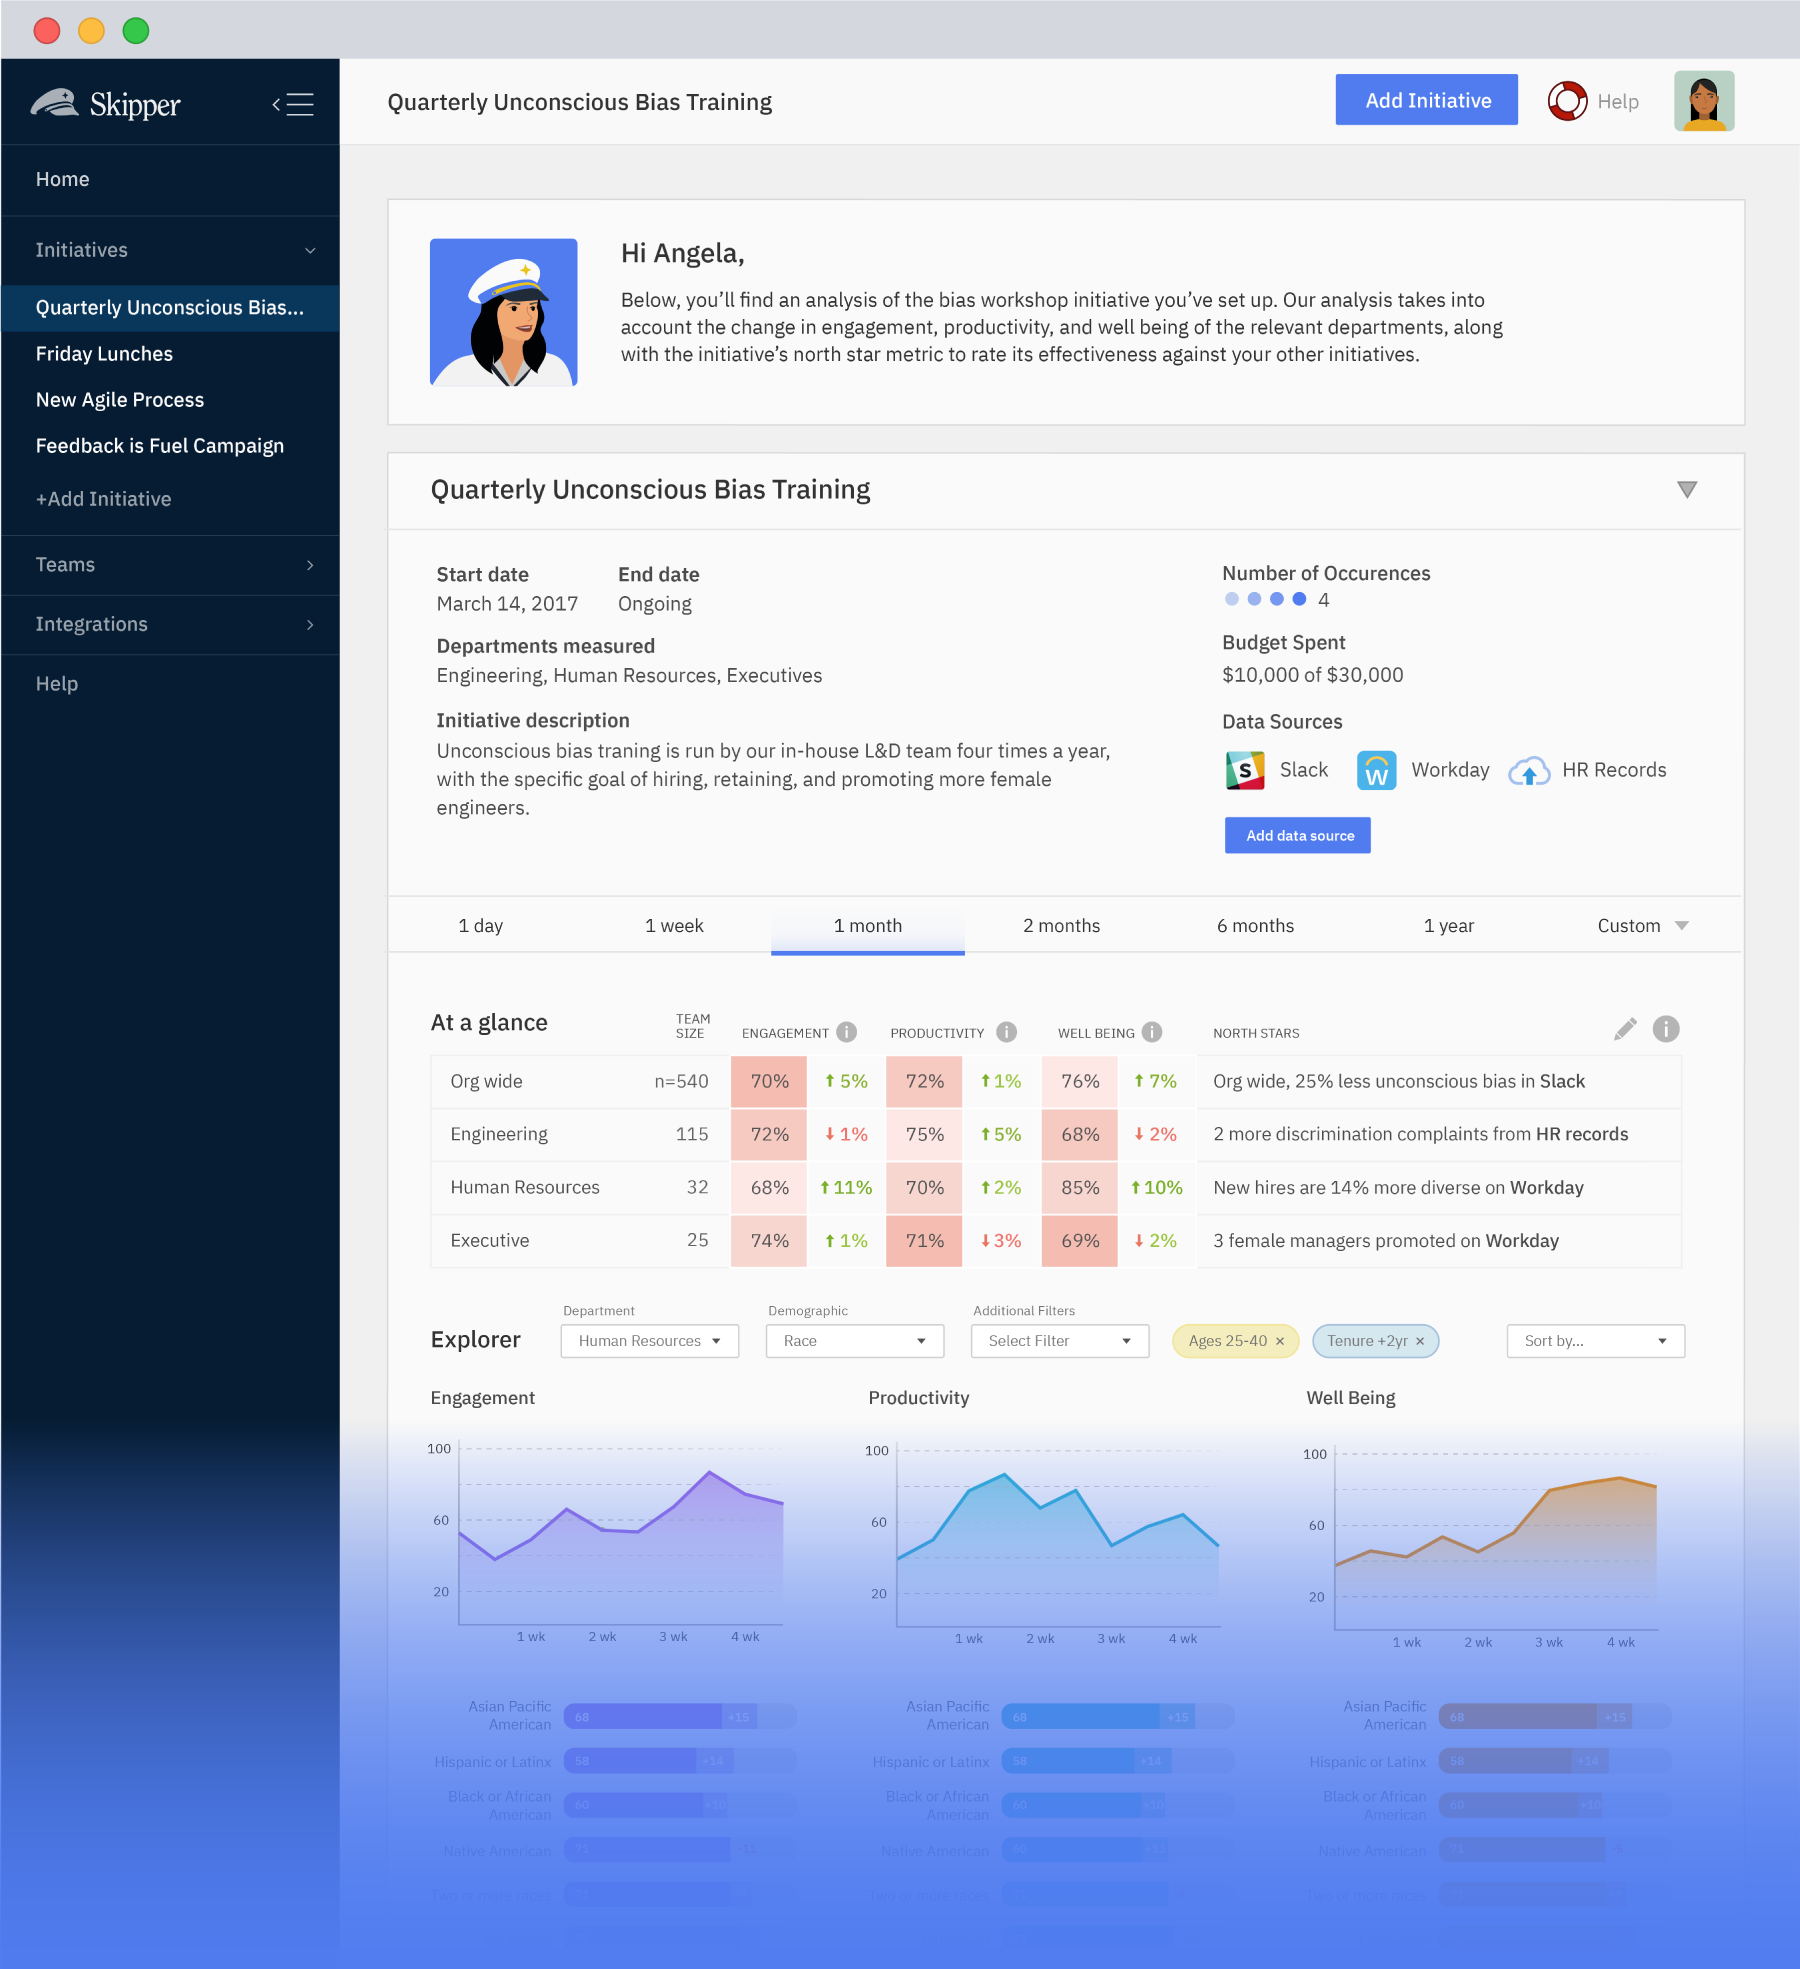 Skipper
Quarterly Unconscious Bias Training
Add Initiative
Help
Home
Initiatives
Quarterly Unconscious Bias...
Friday Lunches
New Agile Process
Feedback is Fuel Campaign
+Add Initiative
Teams
Integrations
Help
Hi Angela,
Below, you'll find an analysis of the bias workshop initiative you've set up. Our analysis takes into
account the change in engagement, productivity, and well being of the relevant departments, along
with the initiative's north star metric to rate its effectiveness against your other initiatives.
Quarterly Unconscious Bias Training
Start date
March 14, 2017
End date
Ongoing
Departments measured
Engineering, Human Resources, Executives
Initiative description
Unconscious bias traning is run by our in-house L&D team four times a year,
with the specific goal of hiring, retaining, and promoting more female
engineers.
Number of Occurences
4
Budget Spent
$10,000 of $30,000
Data Sources
Slack Workday HR Records
Add data source
1 day 1 week 1 month 2 months 6 months 1 year Custom
At a glance
TEAM
SIZE
ENGAGEMENT PRODUCTIVITY WELL BEING NORTH STARS
Org wide n=540 70% 5% 72% 1% 76% 7% Org wide, 25% less unconscious bias in Slack
Engineering 115 72% 1% 75% 5% 68% 2% 2 more discrimination complaints from HR records
Human Resources 32 68% 11% 70% 2% 85% 10% New hires are 14% more diverse on Workday
Executive 25 74% 1% 71% 3% 69% 2% 3 female managers promoted on Workday
Explorer
Department
Human Resources
Demographic
Race
Additional Filters
Select Filter
Ages 25-40 ×
Tenure +2yr ×
Sort by...
Engagement
100
60
20
1 wk 2 wk 3 wk 4 wk
Productivity
100
60
20
1 wk 2 wk 3 wk 4 wk
Well Being
100
60
20
1 wk 2 wk 3 wk 4 wk
Asian Pacific
American
68 +15
Hispanic or Latinx
58 +14
Black or African
American
60 +10
Native American
-11
Two or more races
Asian Pacific
American
68 +15
Hispanic or Latinx
58 +14
Black or African
American
60 +10
Native American
Two or more races
Asian Pacific
American
68 +15
Hispanic or Latinx
58 +14
Black or African
American
60 +10
Native American
71
Two or more races